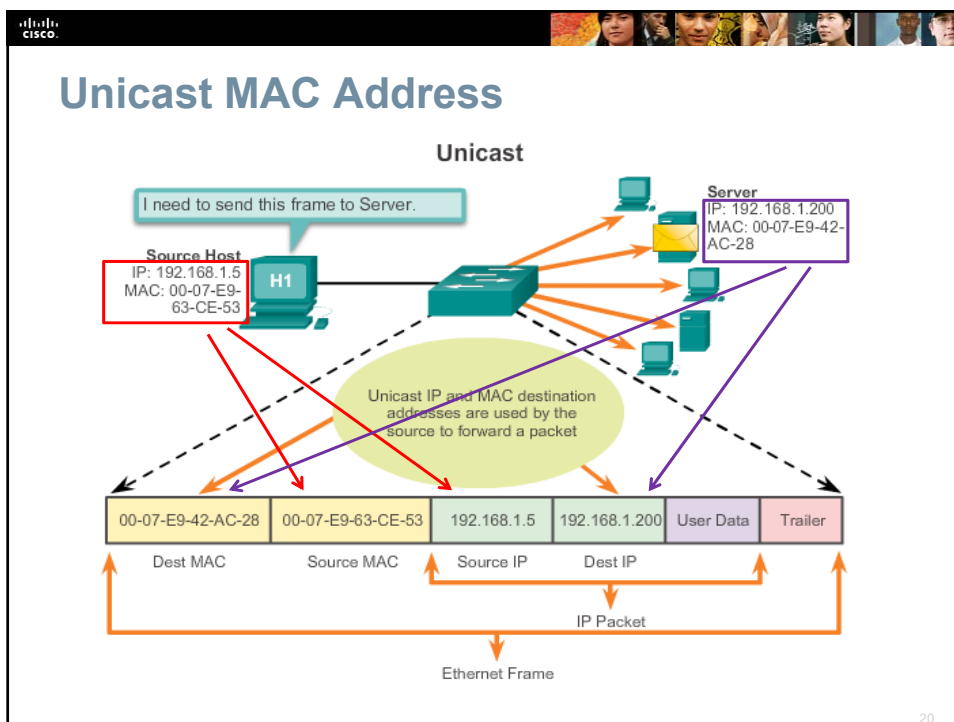 CISCO.
Unicast MAC Address
Unicast
I need to send this frame to Server.
Server
IP: 192.168.1.200
MAC: 00-07-E9-42-
AC-28
Source Host
IP: 192.168.1.5
MAC: 00-07-E9-
63-CE-53
H1
Unicast IP and MAC destination
addresses are used by the
source to forward a packet
00-07-E9-42-AC-28 00-07-E9-63-CE-53 192.168.1.5 192.168.1.200 User Data Trailer
Dest MAC Source MAC Source IP Dest IP
IP Packet
Ethernet Frame
20